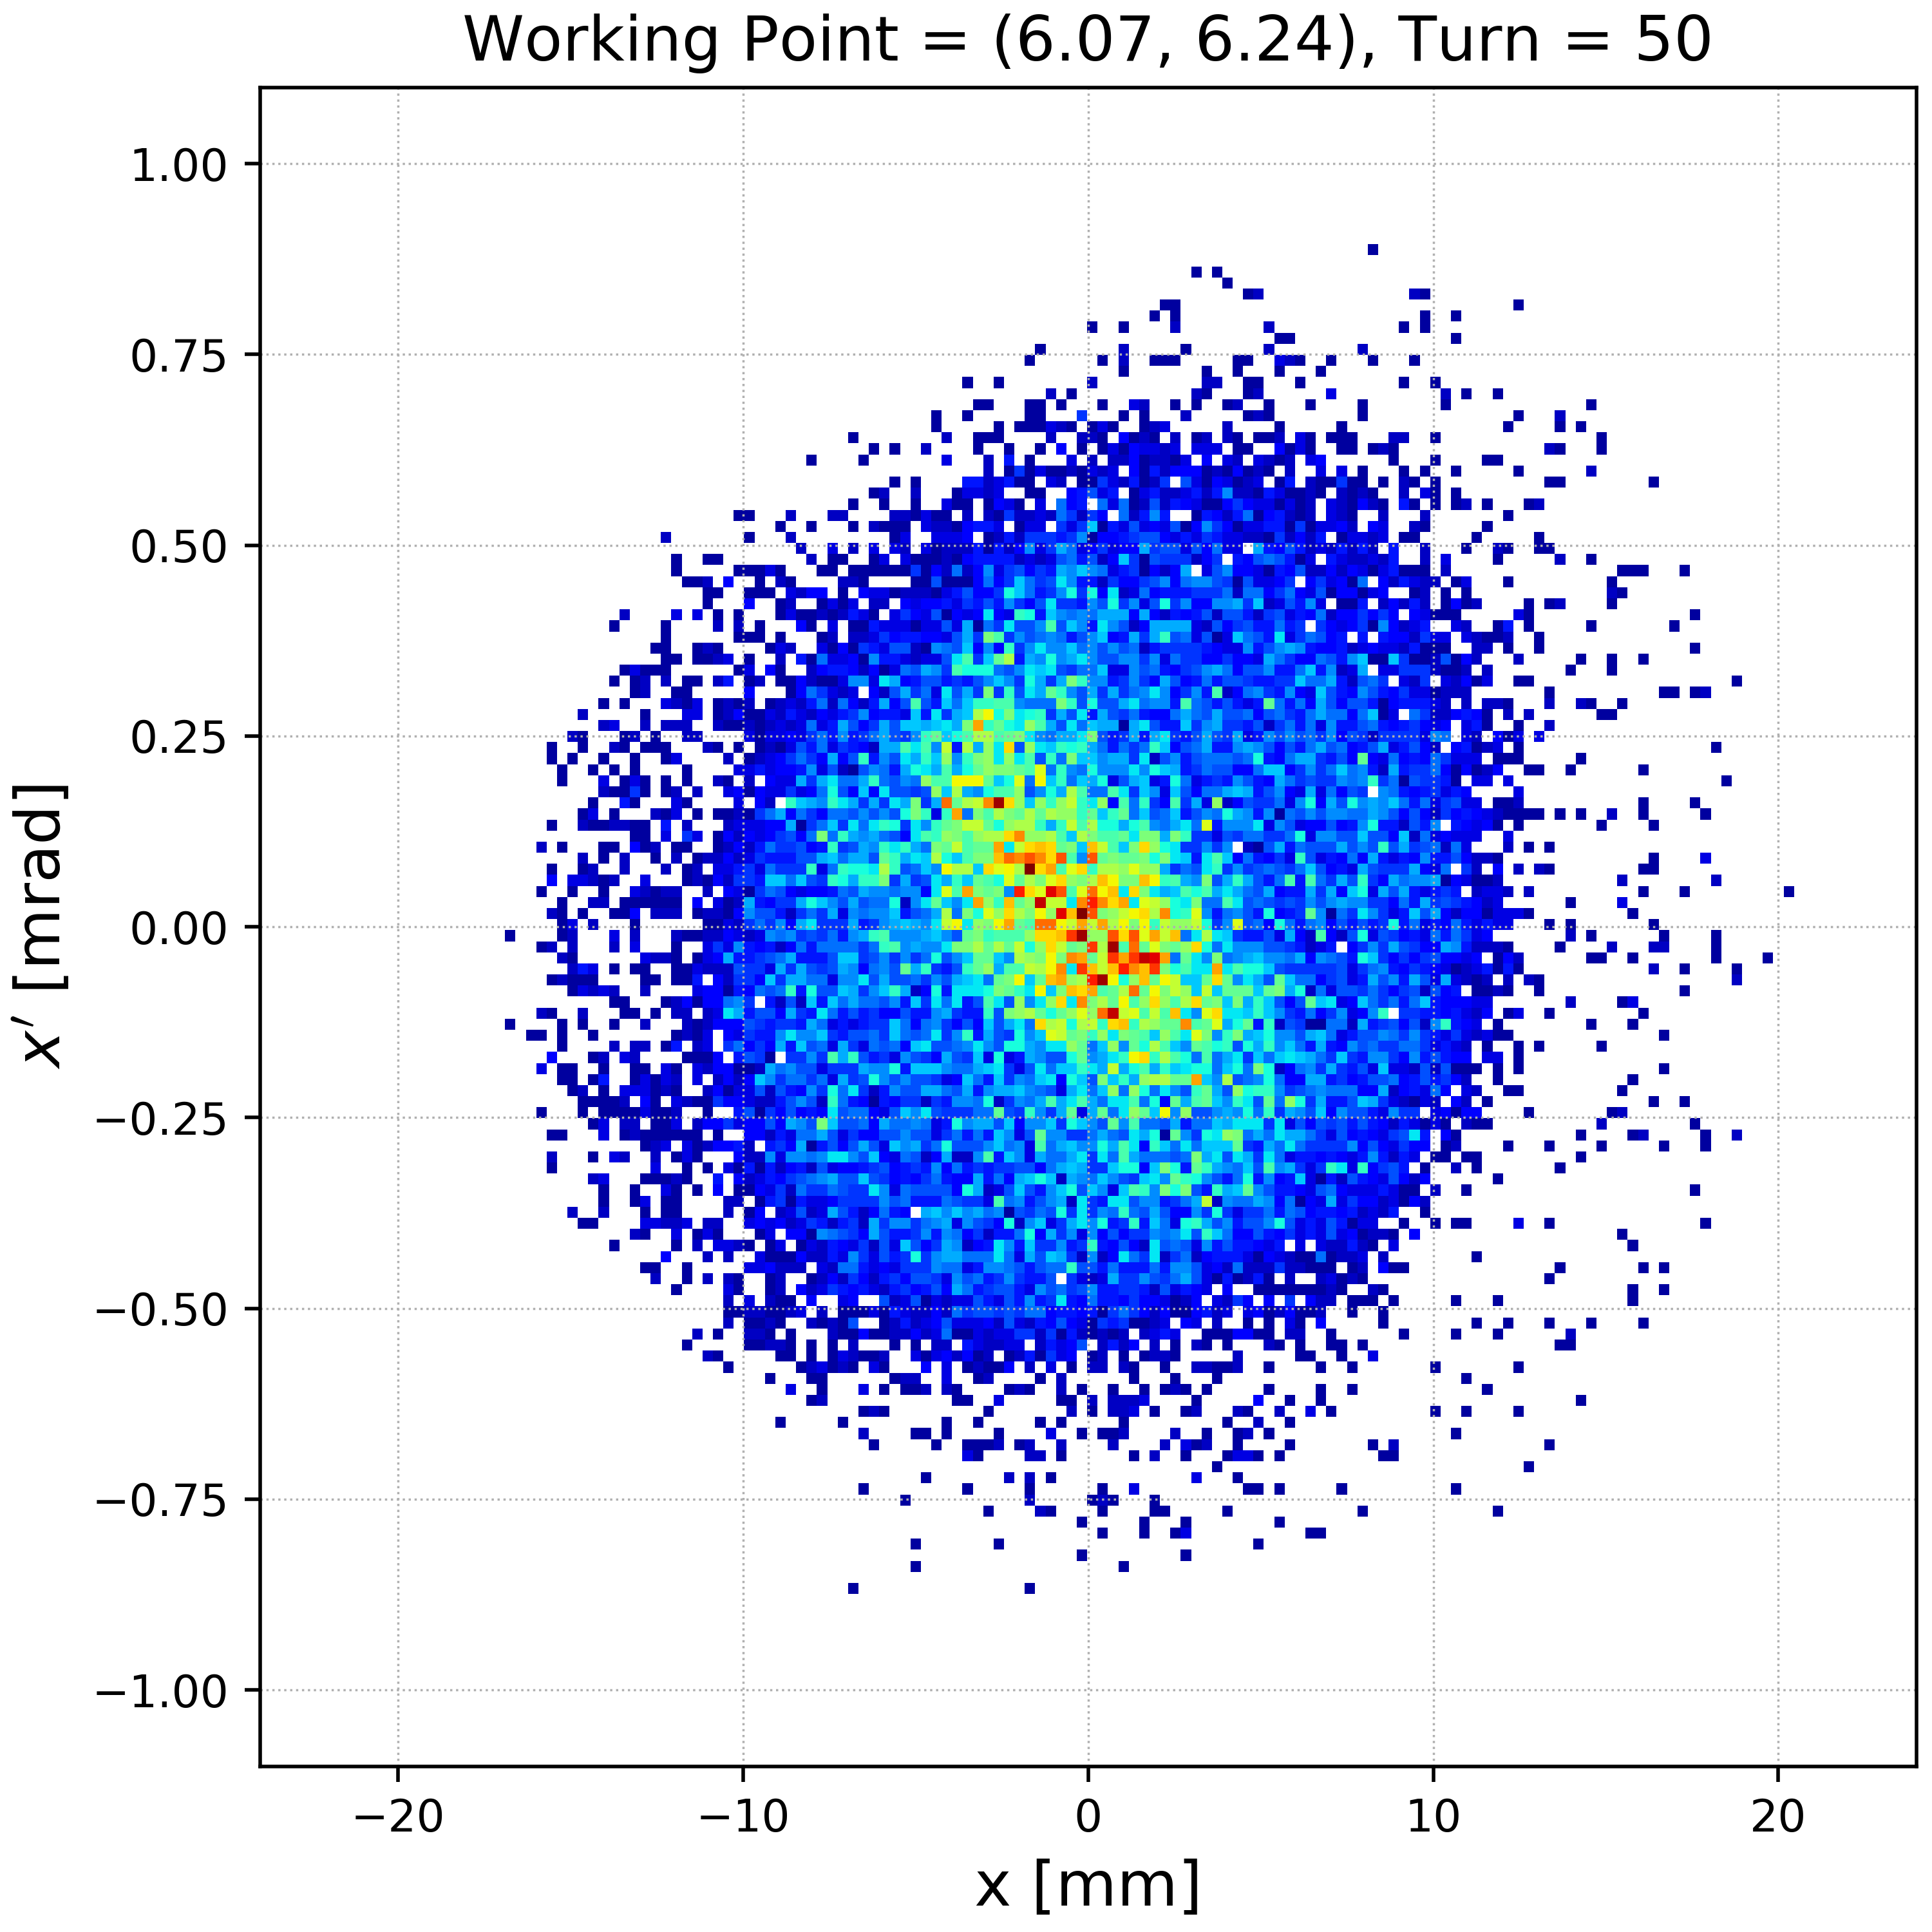 Working Point = (6.07, 6.24), Turn = 50
1.00
0.75
0.50
0.25
0.00
−0.25
−0.50
−0.75
−1.00
x′ [mrad]
−20 −10 0 10 20
x [mm]